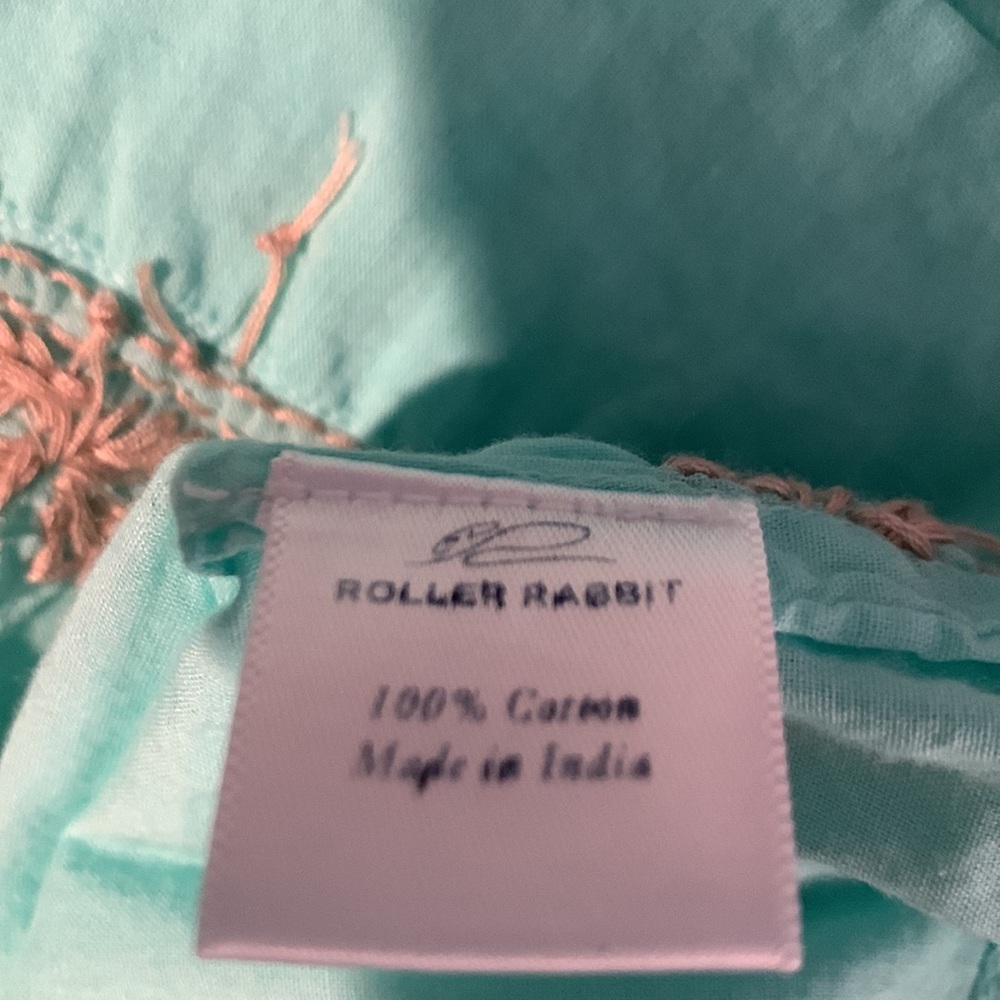 ROLLER RABBIT
100% Cotton
Made in India